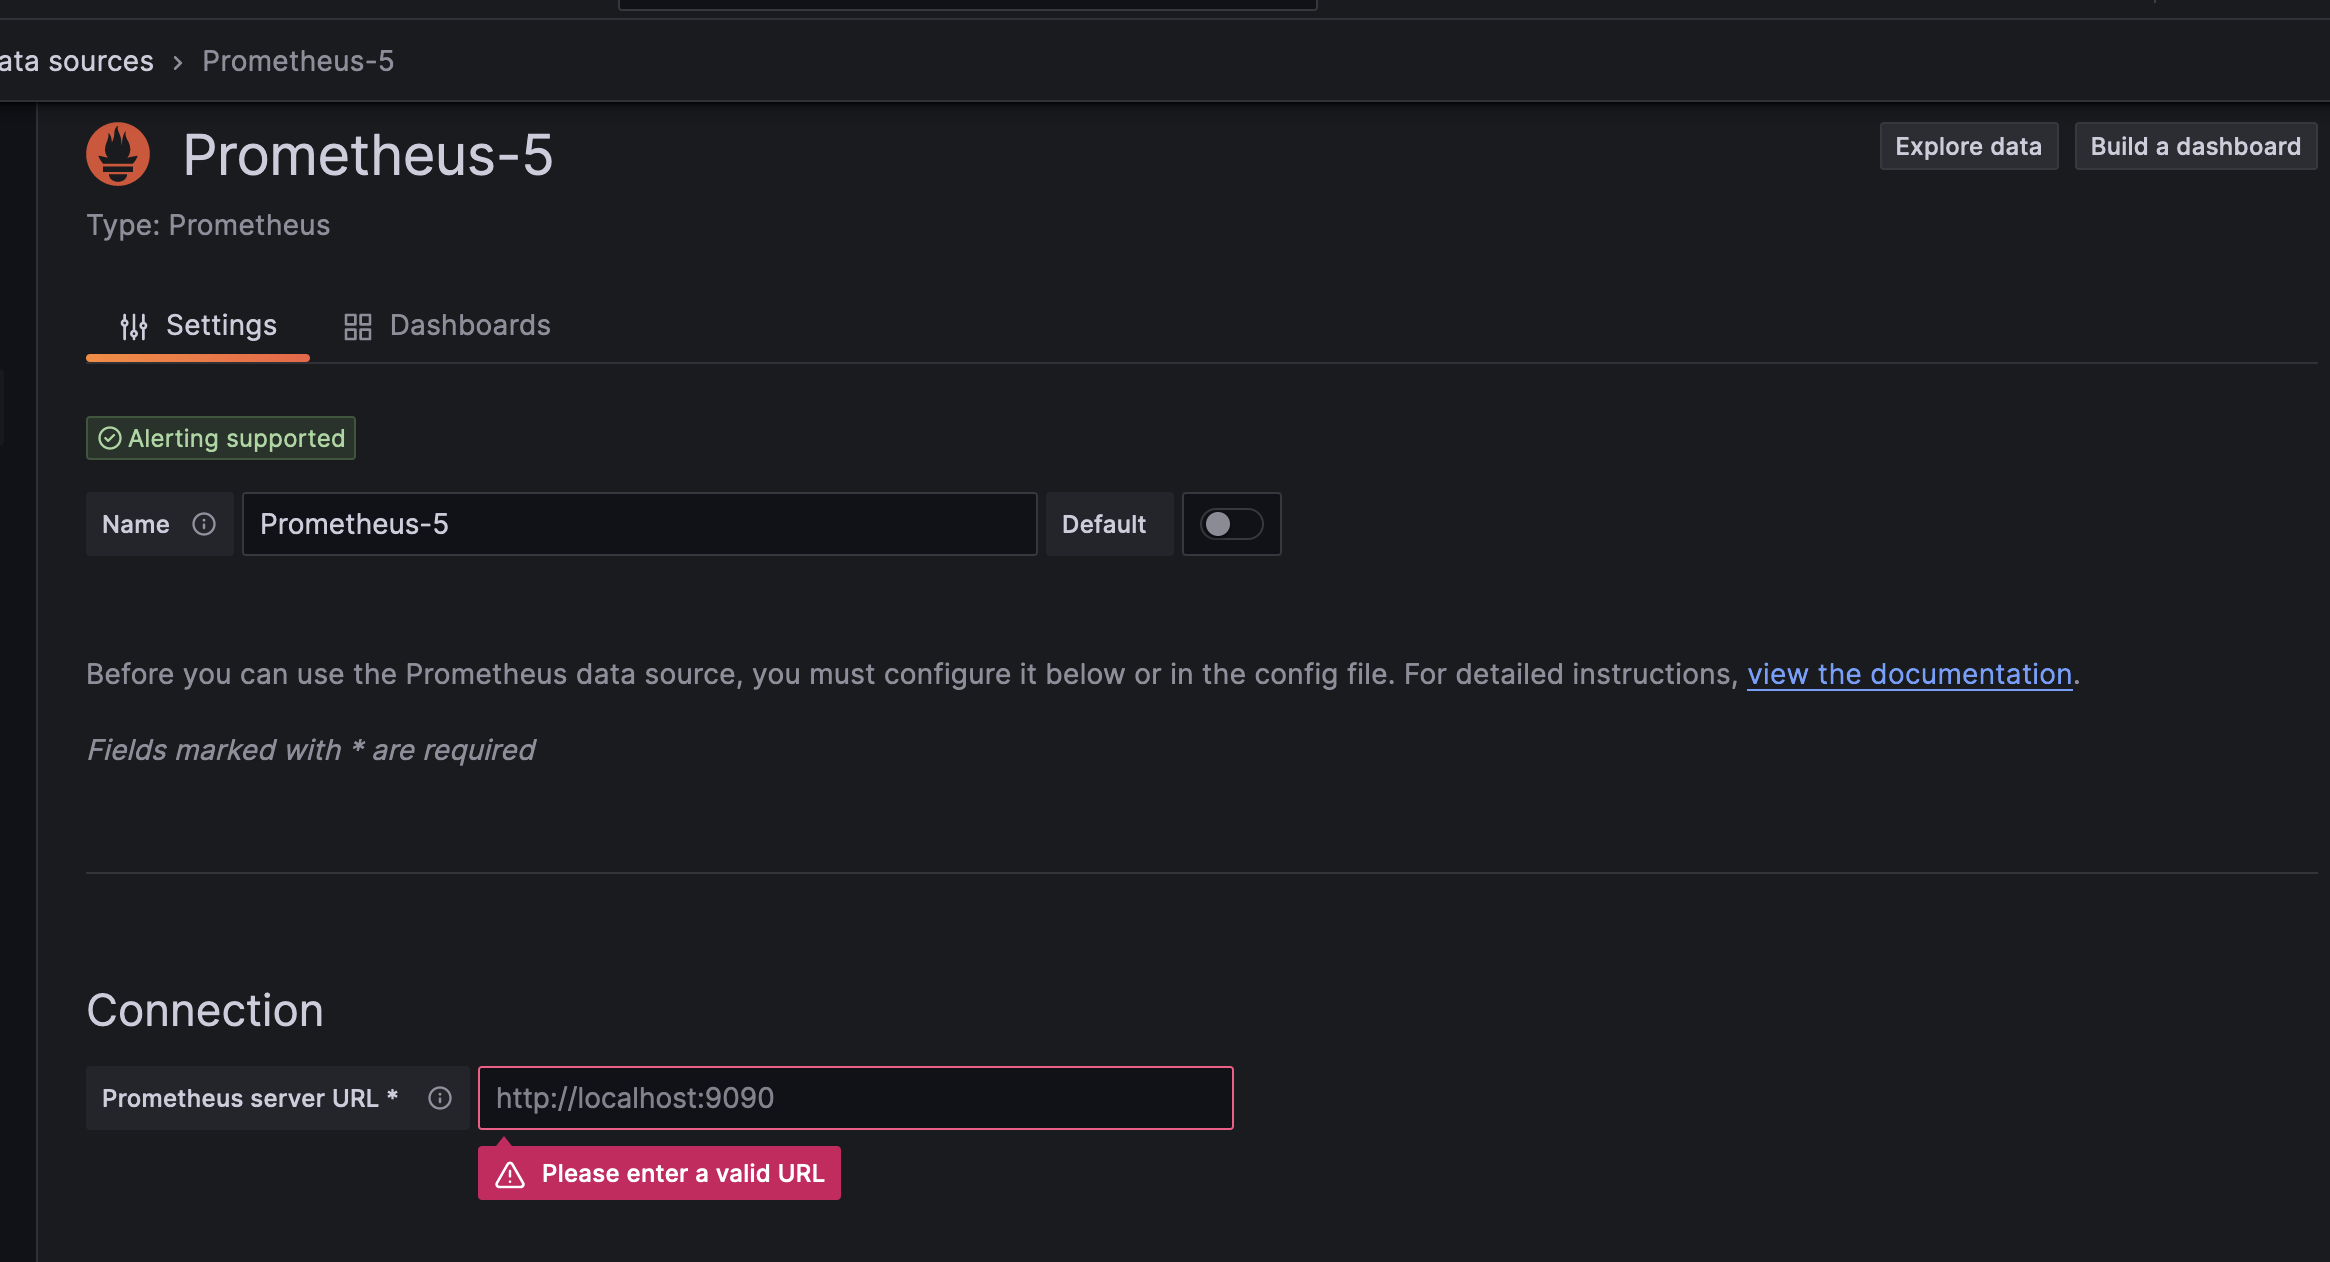 ata sources › Prometheus-5
Prometheus-5
Explore data
Build a dashboard
Type: Prometheus
Settings
Dashboards
Alerting supported
Name
Prometheus-5
Default
Before you can use the Prometheus data source, you must configure it below or in the config file. For detailed instructions, view the documentation.
Fields marked with * are required
Connection
Prometheus server URL *
http://localhost:9090
Please enter a valid URL